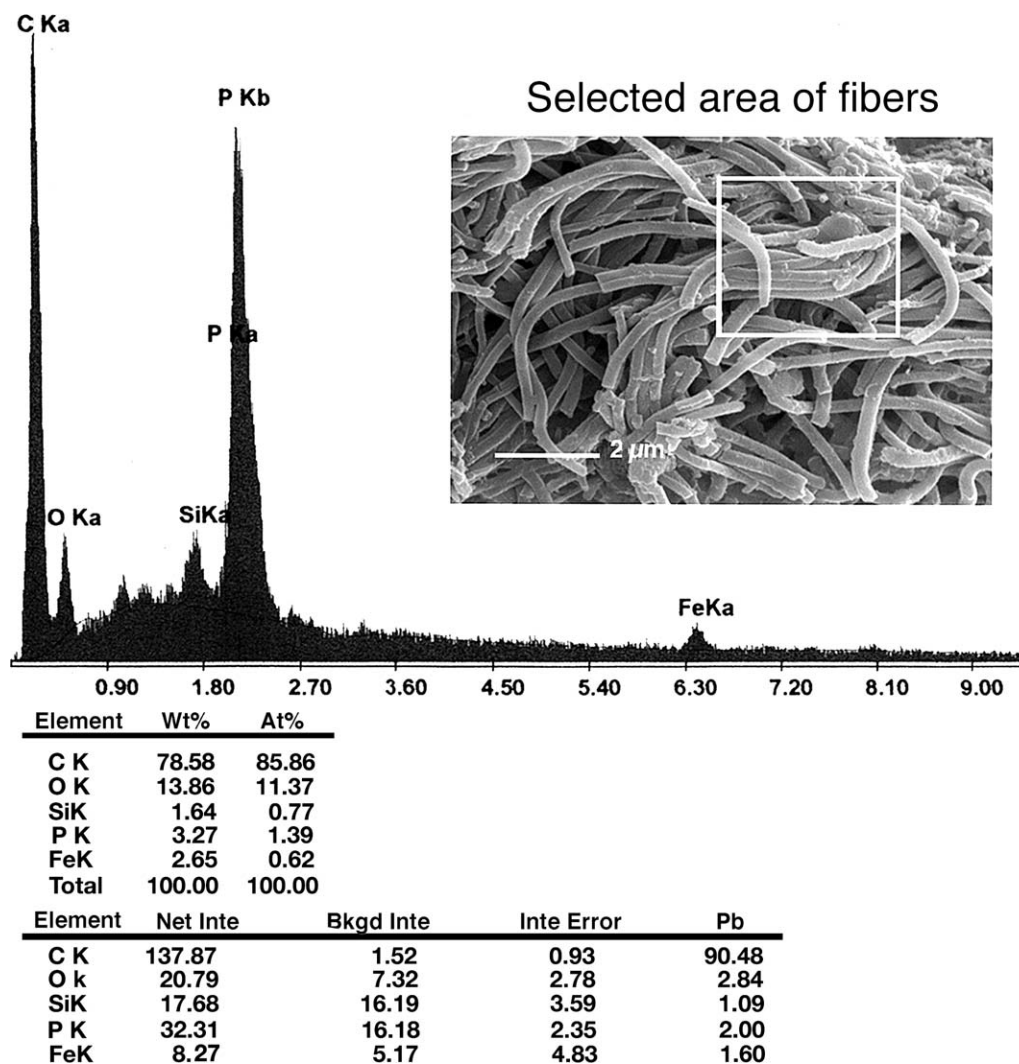 C Ka
P Kb
Selected area of fibers
P Ka
2 µm
O Ka
SiKa
FeKa
0.90 1.80 2.70 3.60 4.50 5.40 6.30 7.20 8.10 9.00
Element Wt% At%
C K 78.58 85.86
O K 13.86 11.37
SiK 1.64 0.77
P K 3.27 1.39
FeK 2.65 0.62
Total 100.00 100.00
Element Net Inte Bkgd Inte Inte Error Pb
C K 137.87 1.52 0.93 90.48
O k 20.79 7.32 2.78 2.84
SiK 17.68 16.19 3.59 1.09
P K 32.31 16.18 2.35 2.00
FeK 8.27 5.17 4.83 1.60